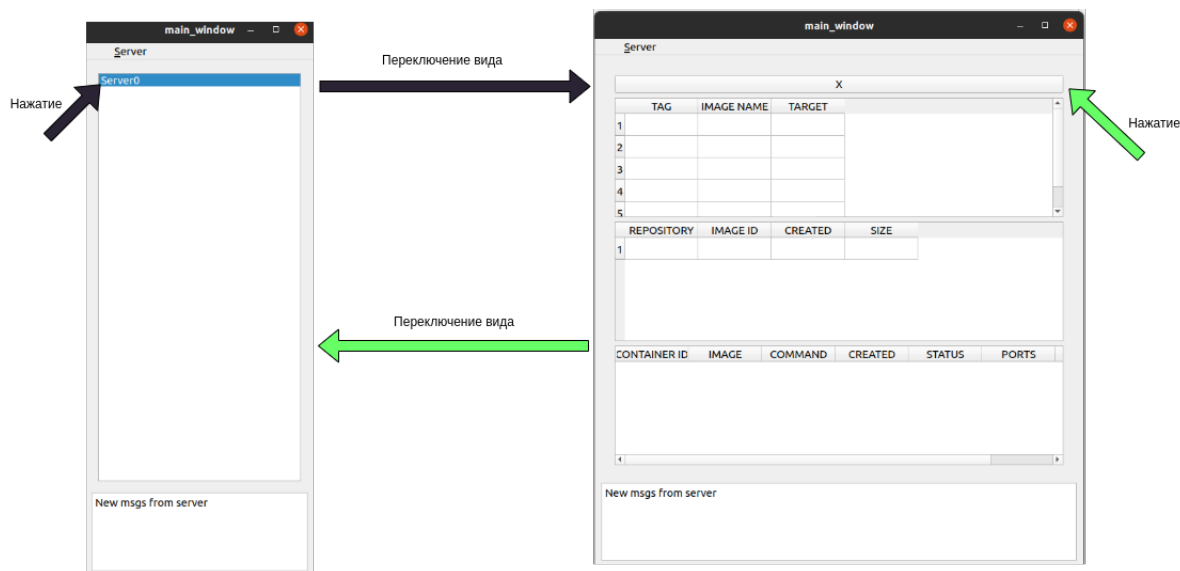 main_window
Server
Server0
Нажатие
New msgs from server
Переключение вида
Переключение вида
main_window
Server
X
TAG IMAGE NAME TARGET
1
2
3
4
5
REPOSITORY IMAGE ID CREATED SIZE
1
CONTAINER ID IMAGE COMMAND CREATED STATUS PORTS
New msgs from server
Нажатие